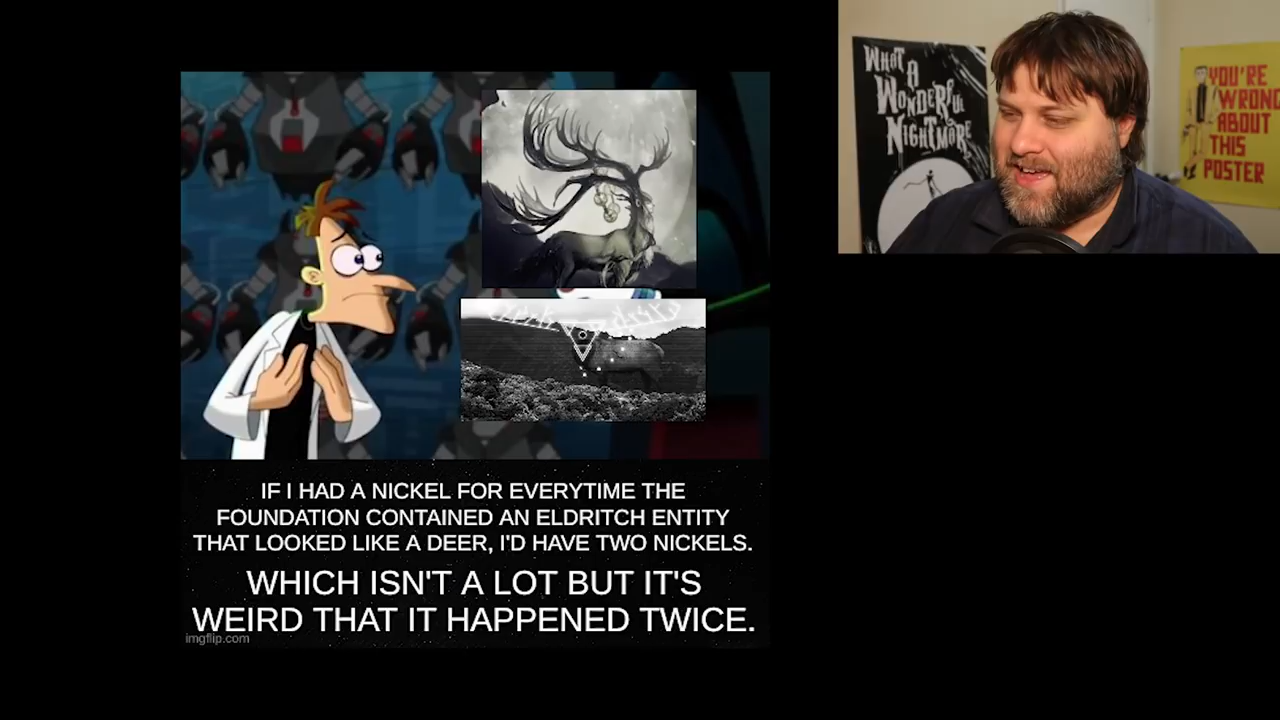 IF I HAD A NICKEL FOR EVERYTIME THE
FOUNDATION CONTAINED AN ELDRITCH ENTITY
THAT LOOKED LIKE A DEER, I'D HAVE TWO NICKELS.
WHICH ISN'T A LOT BUT IT'S
WEIRD THAT IT HAPPENED TWICE.
imgflip.com
WHAT
A
WONDERFUL
NIGHTMARE
YOU'RE
WRONG
ABOUT
THIS
POSTER